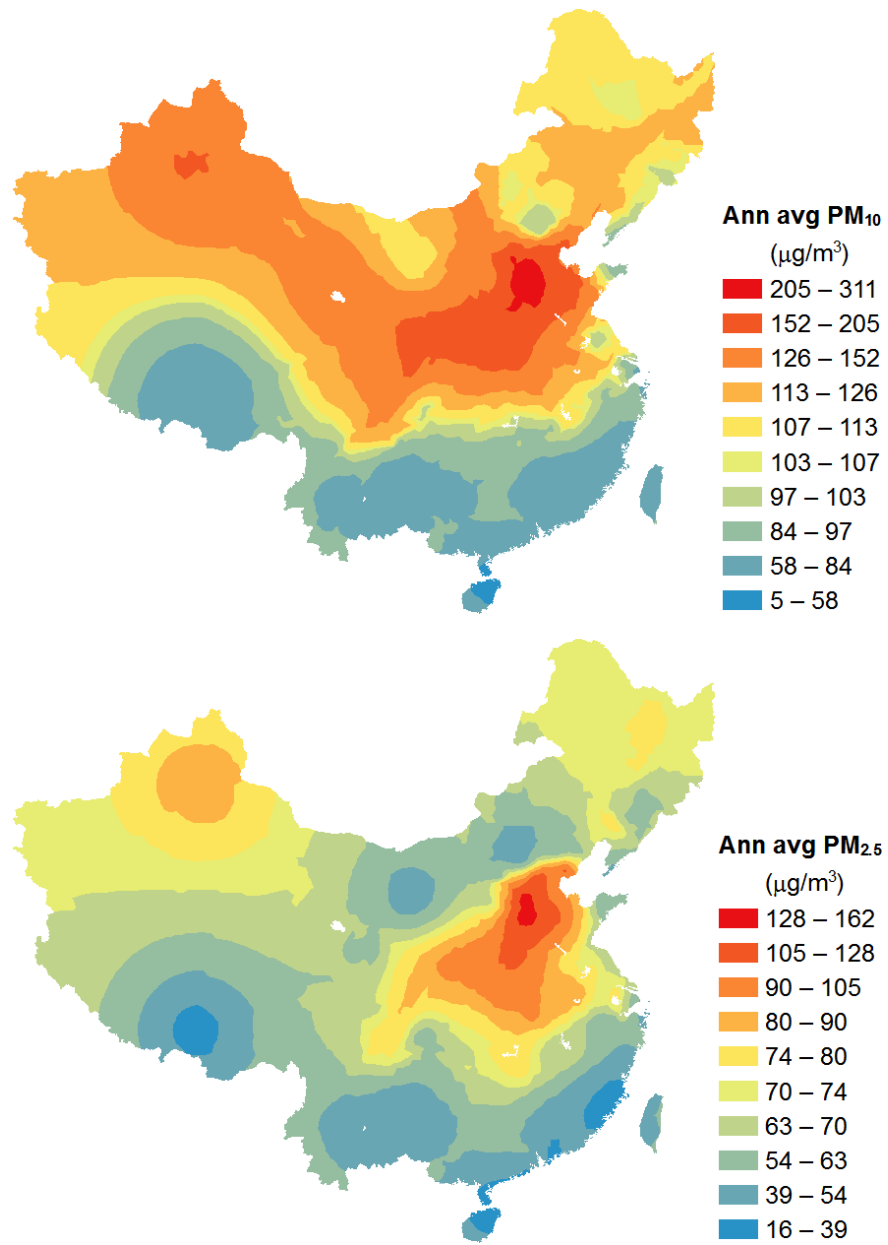 Ann avg PM₁₀
(μg/m³)
205 – 311
152 – 205
126 – 152
113 – 126
107 – 113
103 – 107
97 – 103
84 – 97
58 – 84
5 – 58
Ann avg PM₂.₅
(μg/m³)
128 – 162
105 – 128
90 – 105
80 – 90
74 – 80
70 – 74
63 – 70
54 – 63
39 – 54
16 – 39